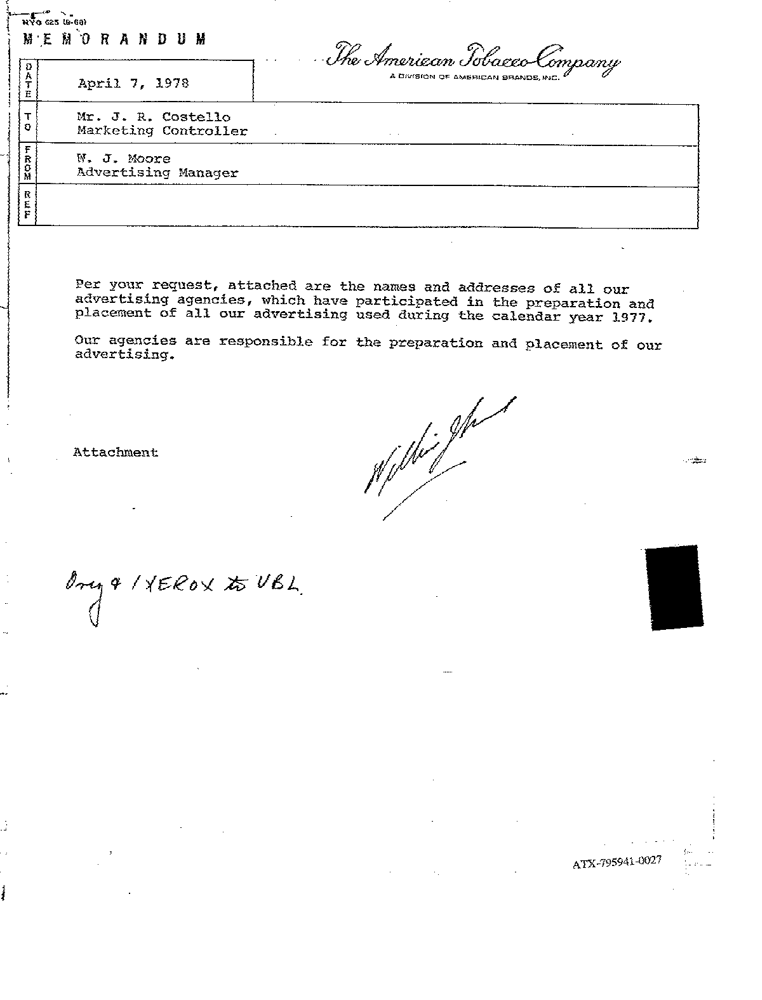 NYO 625 (8-68)
MEMORANDUM
The American Tobacco Company
A DIVISION OF AMERICAN BRANDS, INC.
DATE
April 7, 1978
TO
Mr. J. R. Costello
Marketing Controller
FROM
W. J. Moore
Advertising Manager
REF
Per your request, attached are the names and addresses of all our
advertising agencies, which have participated in the preparation and
placement of all our advertising used during the calendar year 1977.
Our agencies are responsible for the preparation and placement of our
advertising.
Attachment
Orig & 1 XEROX to VBL.
ATX-795941-0027